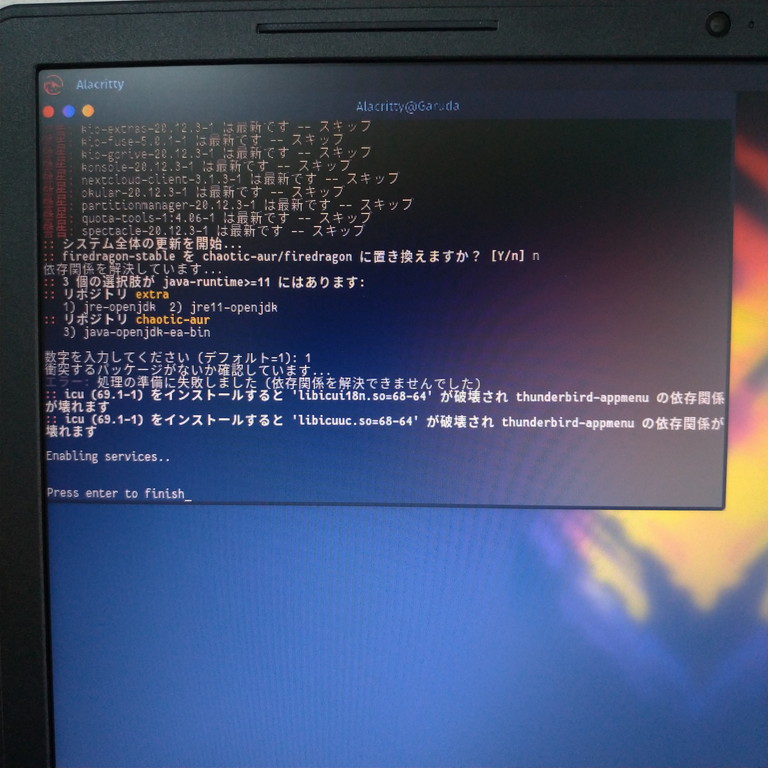 Alacritty
Alacritty@Garuda
kio-extras-20.12.3-1 は最新です -- スキップ
kio-fuse-5.0.1-1 は最新です -- スキップ
kio-gdrive-20.12.3-1 は最新です -- スキップ
konsole-20.12.3-1 は最新です -- スキップ
nextcloud-client-3.1.3-1 は最新です -- スキップ
okular-20.12.3-1 は最新です -- スキップ
partitionmanager-20.12.3-1 は最新です -- スキップ
quota-tools-1:4.06-1 は最新です -- スキップ
spectacle-20.12.3-1 は最新です -- スキップ
:: システム全体の更新を開始...
:: firedragon-stable を chaotic-aur/firedragon に置き換えますか？ [Y/n] n
依存関係を解決しています...
:: 3 個の選択肢が java-runtime>=11 にはあります:
:: リポジトリ extra
1) jre-openjdk 2) jre11-openjdk
:: リポジトリ chaotic-aur
3) java-openjdk-ea-bin
数字を入力してください (デフォルト=1): 1
衝突するパッケージがないか確認しています...
エラー: 処理の準備に失敗しました (依存関係を解決できませんでした)
:: icu (69.1-1) をインストールすると 'libicui18n.so=68-64' が破壊され thunderbird-appmenu の依存関係
が壊れます
:: icu (69.1-1) をインストールすると 'libicuuc.so=68-64' が破壊され thunderbird-appmenu の依存関係が
壊れます
Enabling services..
Press enter to finish_